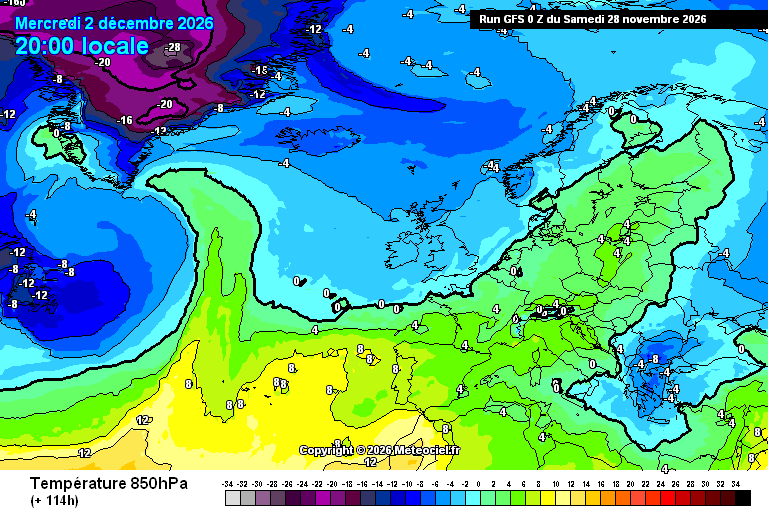 Mercredi 2 décembre 2026
20:00 locale
Run GFS 0 Z du Samedi 28 novembre 2026
Copyright © 2026 Meteociel.fr
Température 850hPa
(+ 114h)
-34 -32 -30 -28 -26 -24 -22 -20 -18 -16 -14 -12 -10 -8 -6 -4 -2 0 2 4 6 8 10 12 14 16 18 20 22 24 26 28 30 32 34